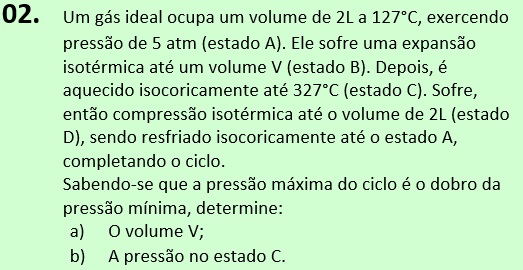 02. Um gás ideal ocupa um volume de 2L a 127°C, exercendo
pressão de 5 atm (estado A). Ele sofre uma expansão
isotérmica até um volume V (estado B). Depois, é
aquecido isocoricamente até 327°C (estado C). Sofre,
então compressão isotérmica até o volume de 2L (estado
D), sendo resfriado isocoricamente até o estado A,
completando o ciclo.
Sabendo-se que a pressão máxima do ciclo é o dobro da
pressão mínima, determine:
a) O volume V;
b) A pressão no estado C.